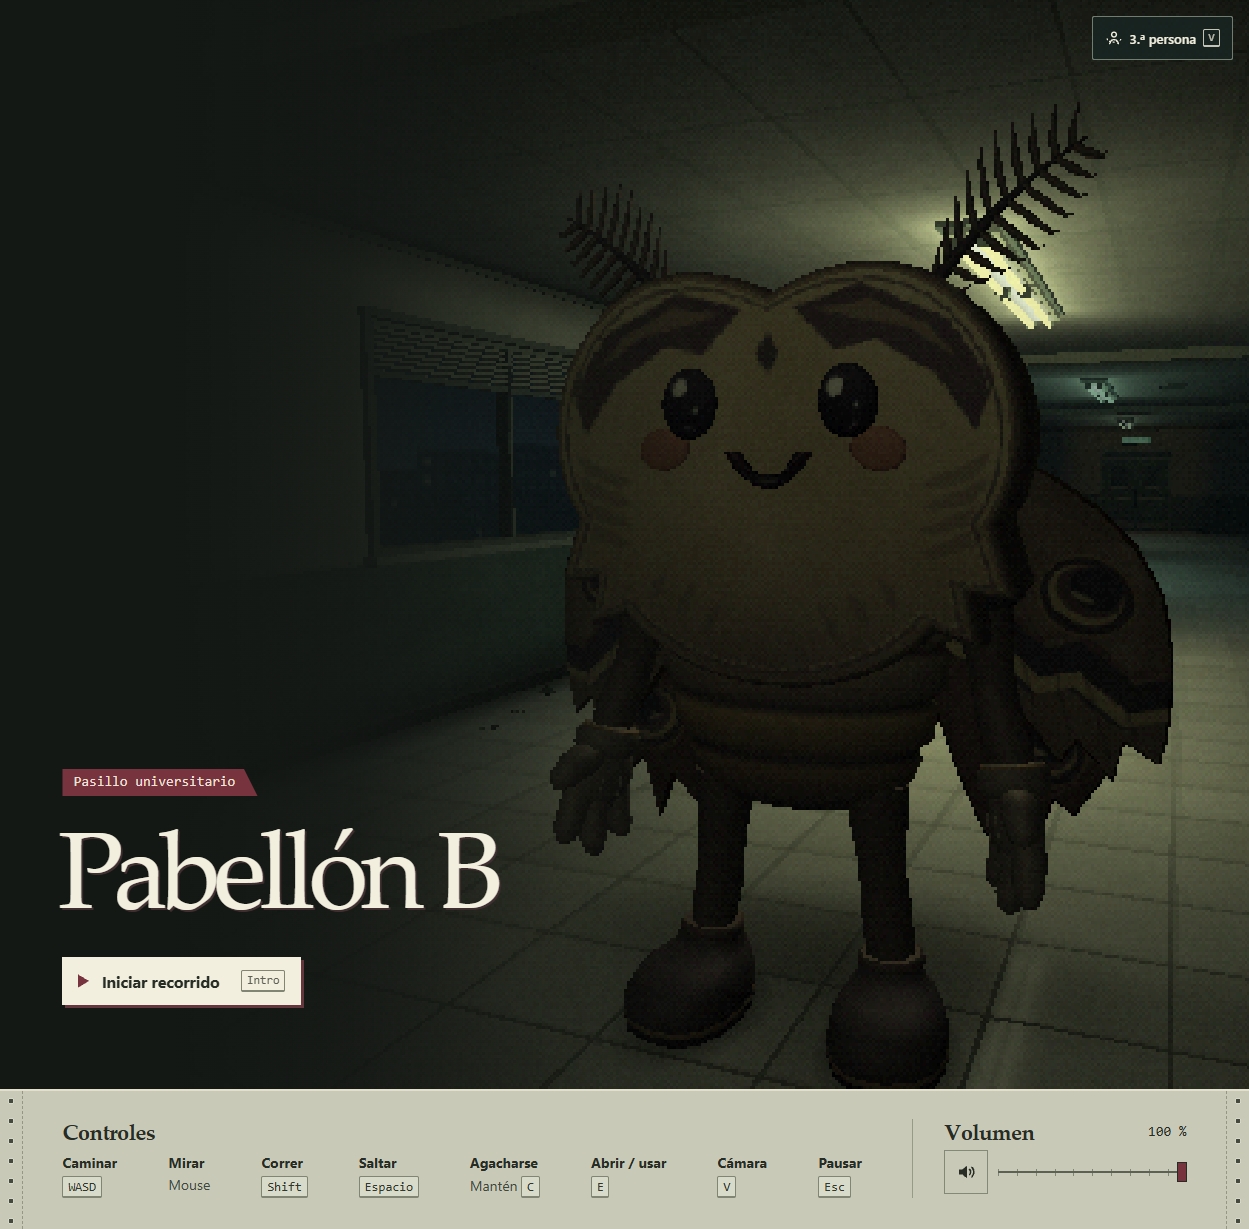 3.ª persona V
Pasillo universitario
Pabellón B
Iniciar recorrido Intro
Controles
Caminar
WASD
Mirar
Mouse
Correr
Shift
Saltar
Espacio
Agacharse
Mantén C
Abrir / usar
E
Cámara
V
Pausar
Esc
Volumen
100 %